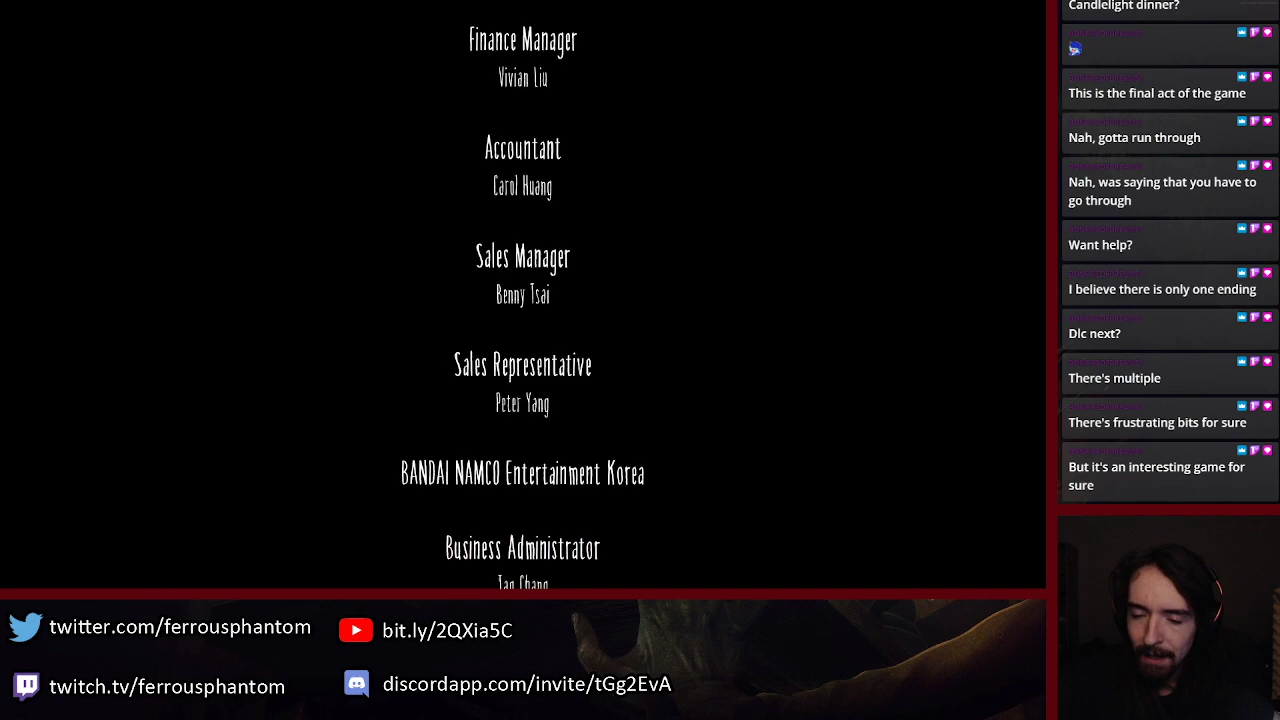 Finance Manager
Vivian Liu
Accountant
Carol Huang
Sales Manager
Benny Tsai
Sales Representative
Peter Yang
BANDAI NAMCO Entertainment Korea
Business Administrator
twitter.com/ferrousphantom
bit.ly/2QXia5C
twitch.tv/ferrousphantom
discordapp.com/invite/tGg2EvA
Candlelight dinner?
This is the final act of the game
Nah, gotta run through
Nah, was saying that you have to
go through
Want help?
I believe there is only one ending
Dlc next?
There's multiple
There's frustrating bits for sure
But it's an interesting game for
sure